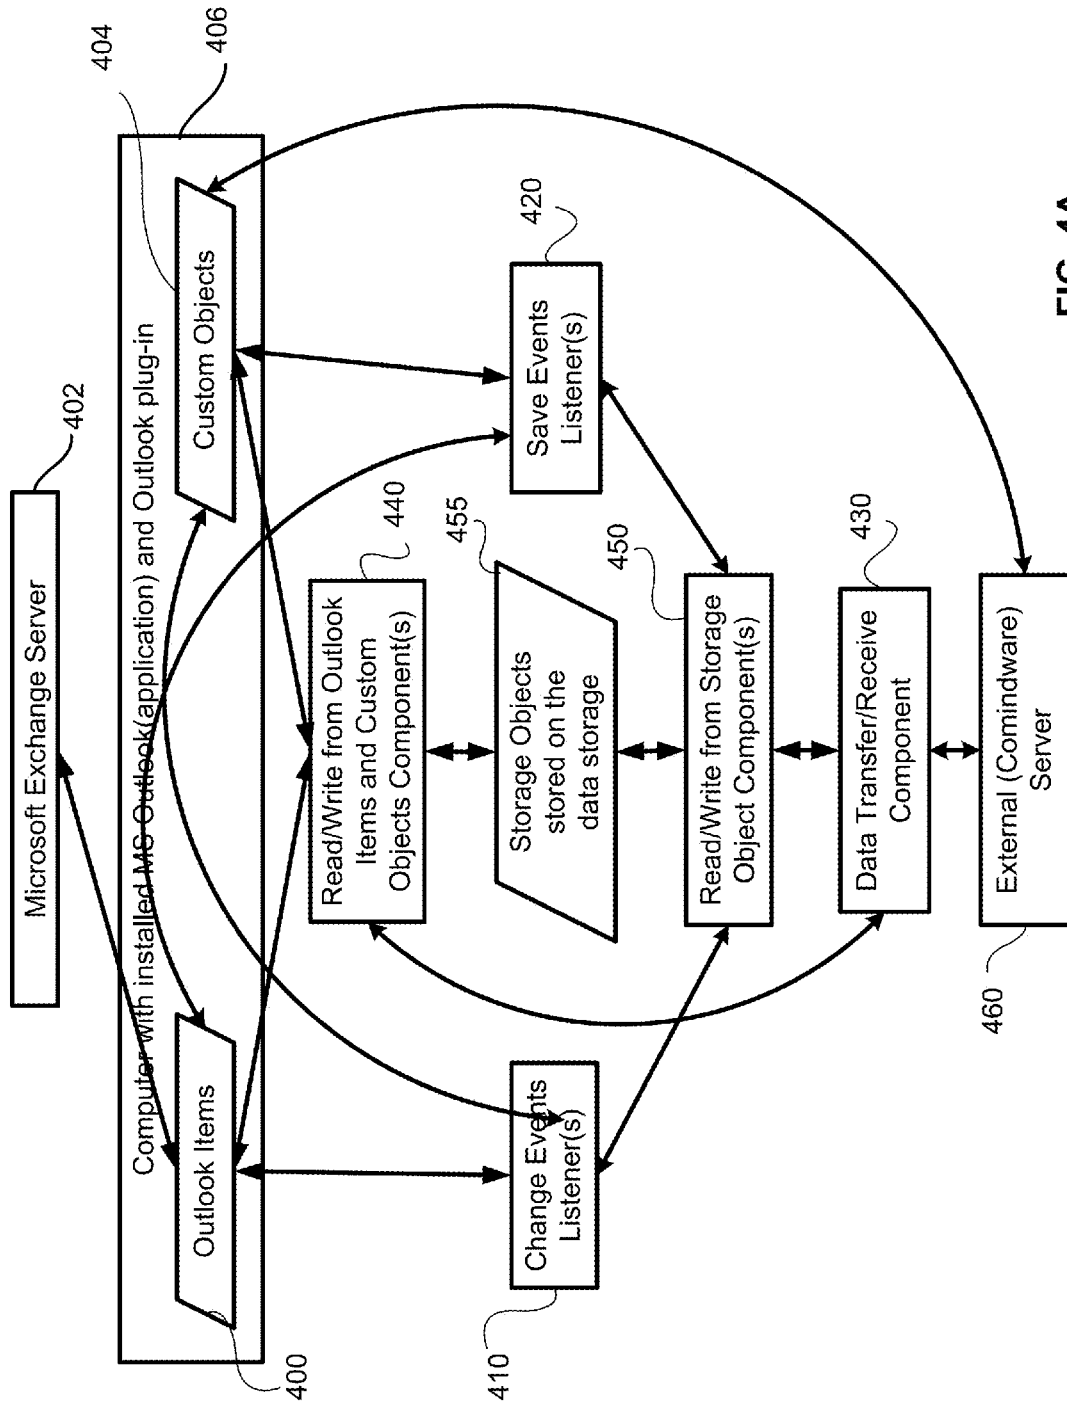 Microsoft Exchange Server
402
Computer with installed MS Outlook(application) and Outlook plug-in
404
406
Outlook Items
Custom Objects
400
Read/Write from Outlook
Items and Custom
Objects Component(s)
440
Change Events
Listener(s)
410
Storage Objects
stored on the
data storage
455
Save Events
Listener(s)
420
Read/Write from Storage
Object Component(s)
450
Data Transfer/Receive
Component
430
External (Comindware)
Server
460
FIG. 4A